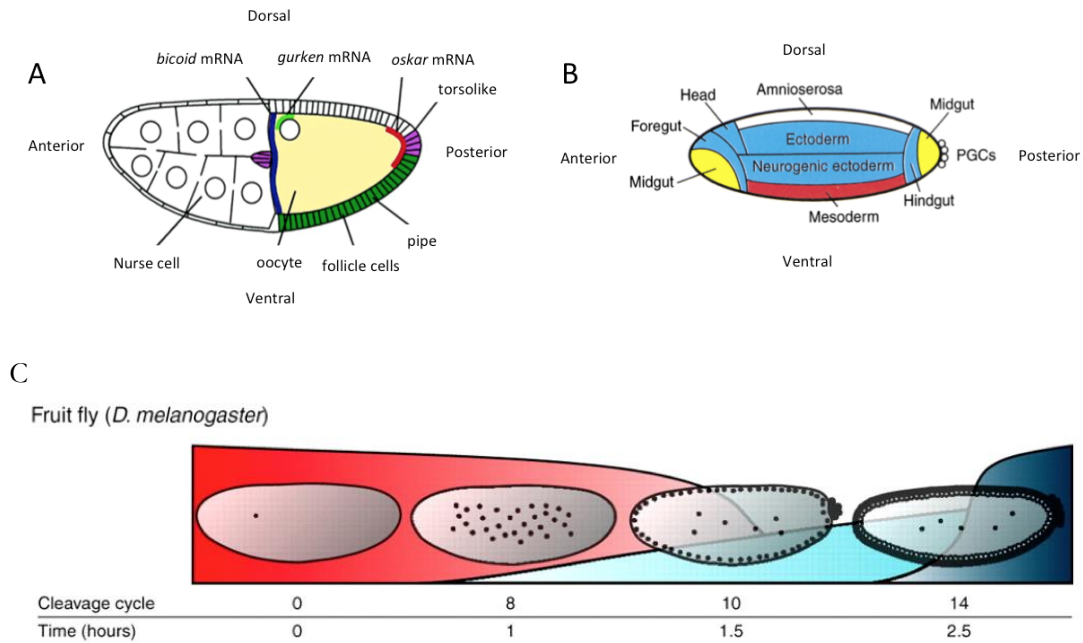 Dorsal
bicoid mRNA
gurken mRNA
oskar mRNA
A
torsolike
Anterior
Posterior
pipe
Nurse cell
oocyte
follicle cells
Ventral
B
Dorsal
Amnioserosa
Head
Midgut
Foregut
Ectoderm
Anterior
Neurogenic ectoderm
PGCs
Posterior
Midgut
Hindgut
Mesoderm
Ventral
C
Fruit fly (D. melanogaster)
Cleavage cycle 0 8 10 14
Time (hours) 0 1 1.5 2.5